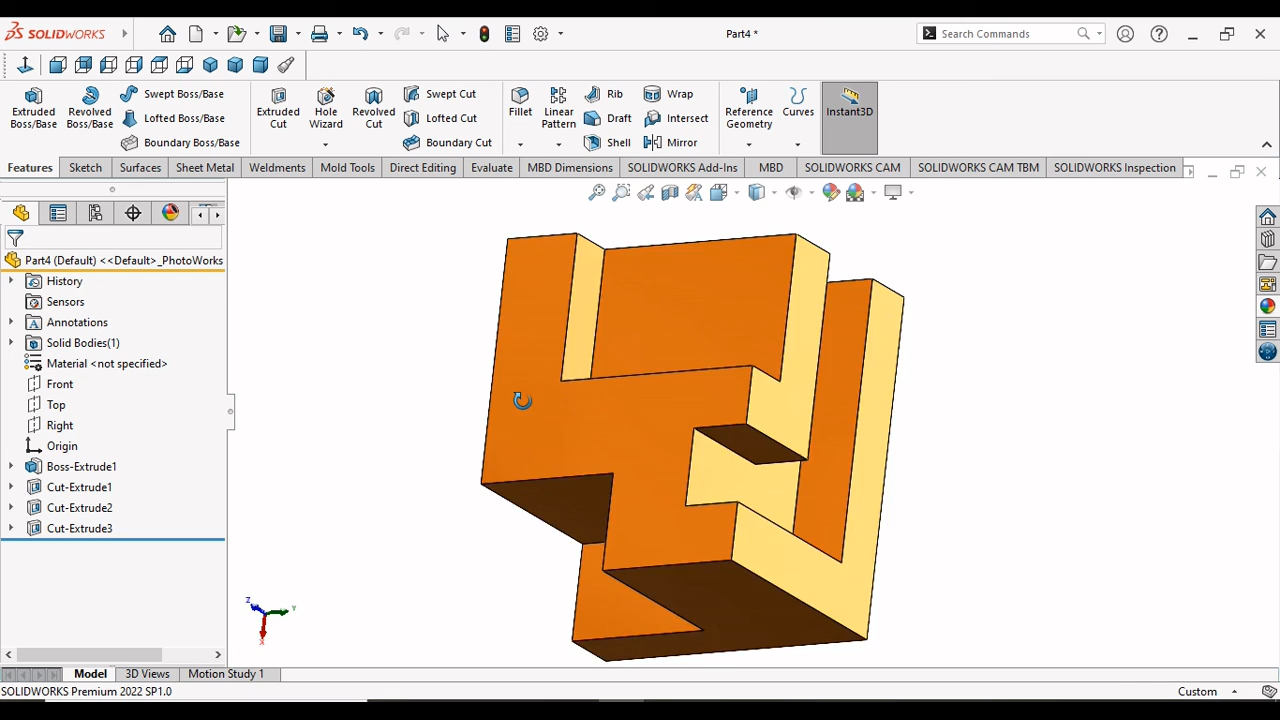 SOLIDWORKS
Part4 *
Search Commands
Extruded Boss/Base
Revolved Boss/Base
Swept Boss/Base
Lofted Boss/Base
Boundary Boss/Base
Extruded Cut
Hole Wizard
Revolved Cut
Swept Cut
Lofted Cut
Boundary Cut
Fillet
Linear Pattern
Rib
Draft
Shell
Wrap
Intersect
Mirror
Reference Geometry
Curves
Instant3D
Features Sketch Surfaces Sheet Metal Weldments Mold Tools Direct Editing Evaluate MBD Dimensions SOLIDWORKS Add-Ins MBD SOLIDWORKS CAM SOLIDWORKS CAM TBM SOLIDWORKS Inspection
Part4 (Default) <<Default>_PhotoWorks
History
Sensors
Annotations
Solid Bodies(1)
Material <not specified>
Front
Top
Right
Origin
Boss-Extrude1
Cut-Extrude1
Cut-Extrude2
Cut-Extrude3
Z
Y
X
Model 3D Views Motion Study 1
SOLIDWORKS Premium 2022 SP1.0
Custom